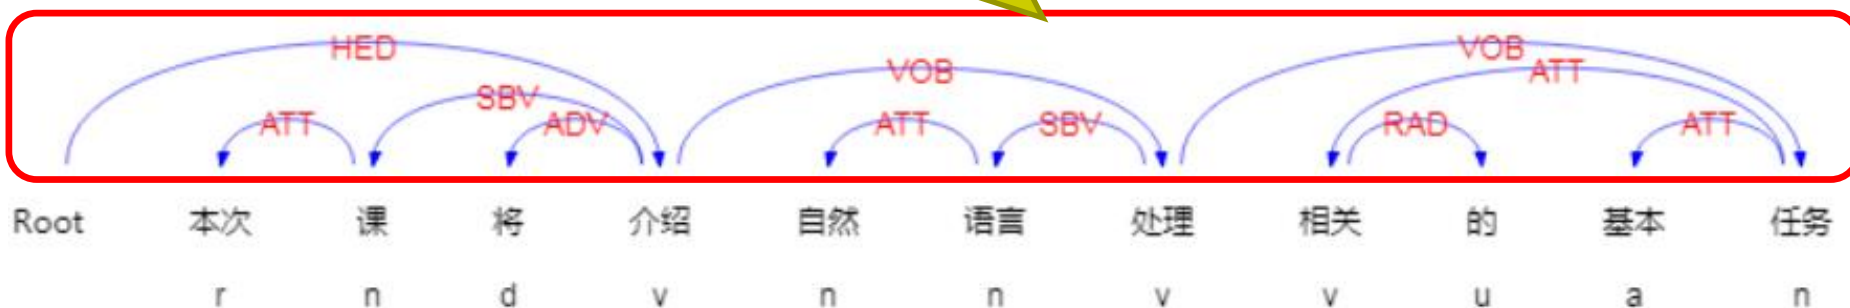 HED VOB VOB
SBV VOB ATT
ATT ADV ATT SBV RAD ATT
Root 本次 课 将 介绍 自然 语言 处理 相关 的 基本 任务
r n d v n n v v u a n